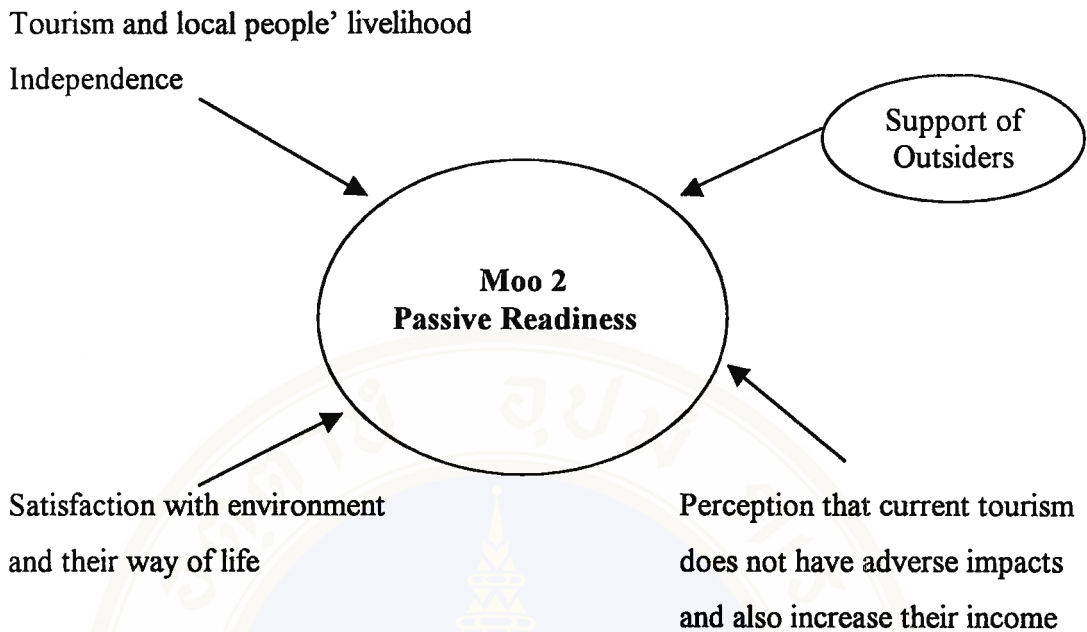 Tourism and local people’ livelihood
Independence
Support of
Outsiders
Moo 2
Passive Readiness
Satisfaction with environment
and their way of life
Perception that current tourism
does not have adverse impacts
and also increase their income